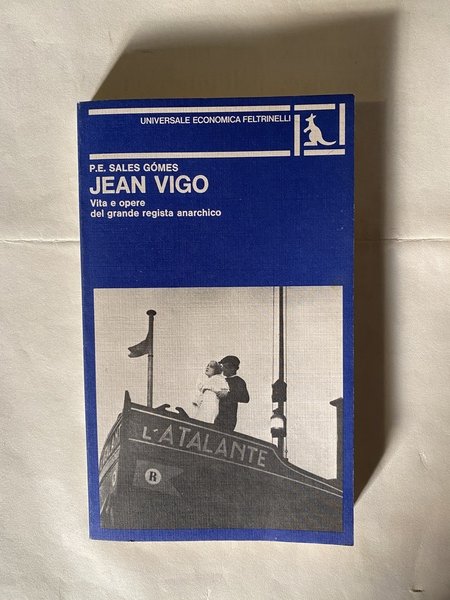 UNIVERSALE ECONOMICA FELTRINELLI
P.E. SALES GÓMES
JEAN VIGO
Vita e opere
del grande regista anarchico
L'ATALANTE
R